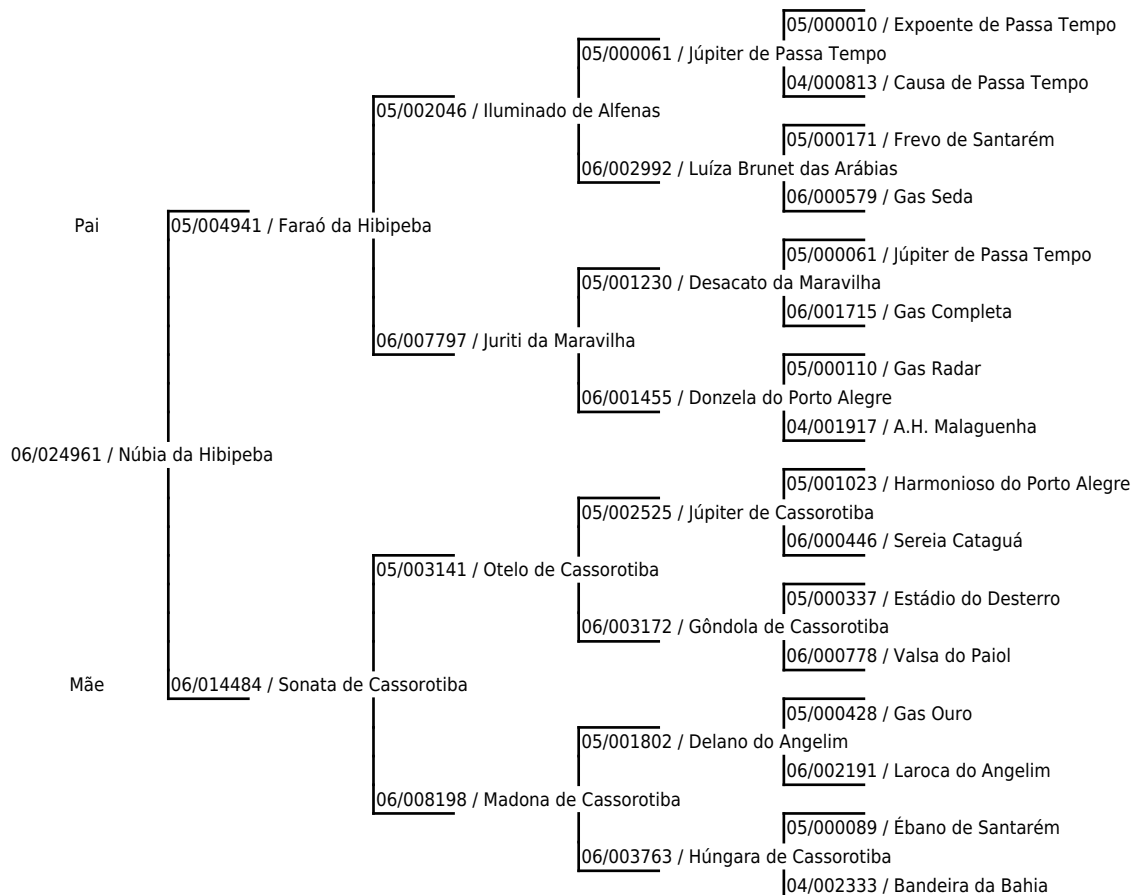 05/000010 / Expoente de Passa Tempo
05/000061 / Júpiter de Passa Tempo
04/000813 / Causa de Passa Tempo
05/002046 / Iluminado de Alfenas
05/000171 / Frevo de Santarém
06/002992 / Luíza Brunet das Arábias
06/000579 / Gas Seda
Pai
05/004941 / Faraó da Hibipeba
05/000061 / Júpiter de Passa Tempo
05/001230 / Desacato da Maravilha
06/001715 / Gas Completa
06/007797 / Juriti da Maravilha
05/000110 / Gas Radar
06/001455 / Donzela do Porto Alegre
04/001917 / A.H. Malaguenha
06/024961 / Núbia da Hibipeba
05/001023 / Harmonioso do Porto Alegre
05/002525 / Júpiter de Cassorotiba
06/000446 / Sereia Cataguá
05/003141 / Otelo de Cassorotiba
05/000337 / Estádio do Desterro
06/003172 / Gôndola de Cassorotiba
06/000778 / Valsa do Paiol
Mãe
06/014484 / Sonata de Cassorotiba
05/000428 / Gas Ouro
05/001802 / Delano do Angelim
06/002191 / Laroca do Angelim
06/008198 / Madona de Cassorotiba
05/000089 / Ébano de Santarém
06/003763 / Húngara de Cassorotiba
04/002333 / Bandeira da Bahia